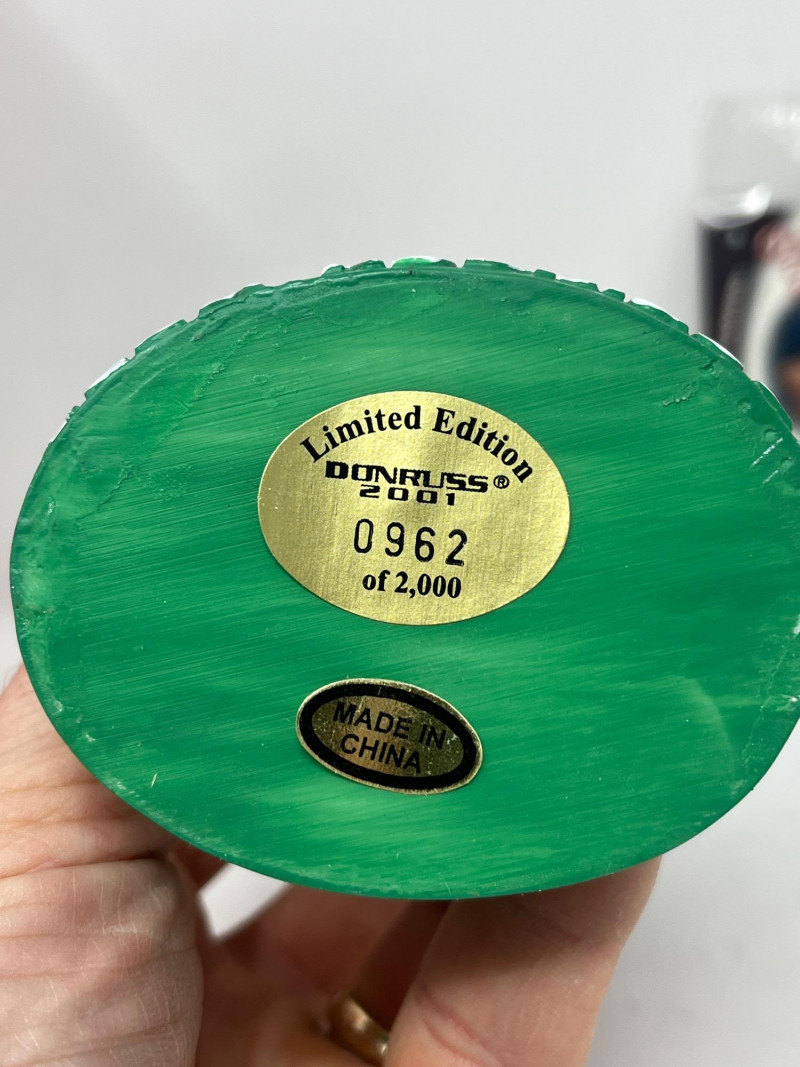 Limited Edition
DONRUSS®
2001
0962
of 2,000
MADE IN
CHINA